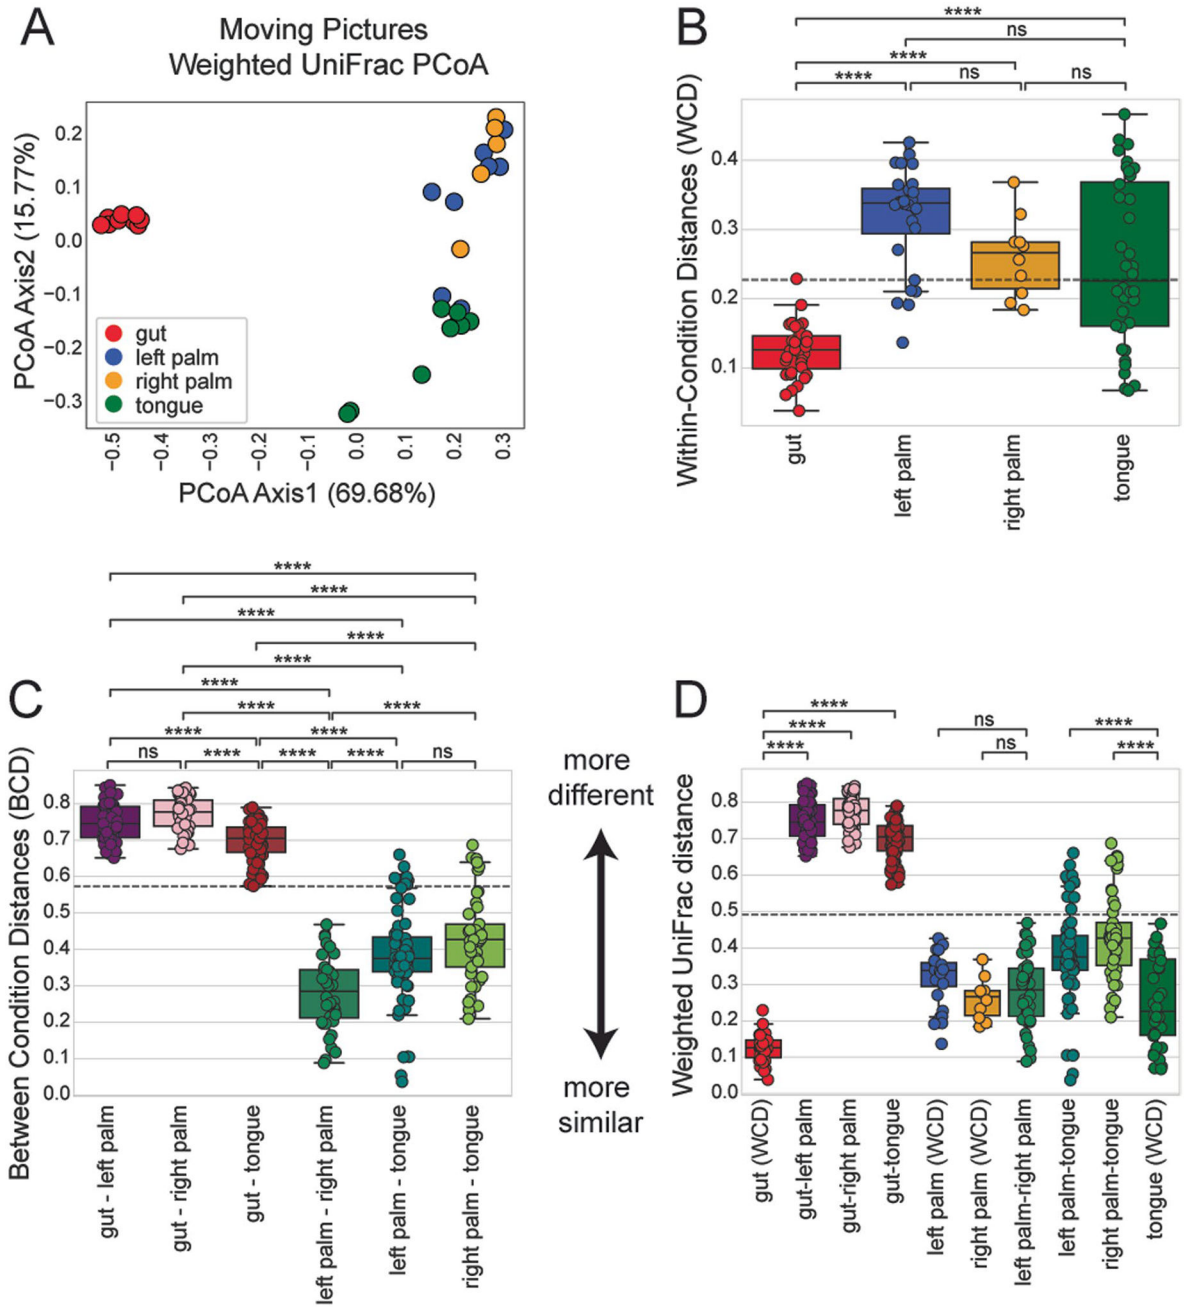 A
Moving Pictures
Weighted UniFrac PCoA
PCoA Axis2 (15.77%)
0.2
0.1
0.0
−0.1
−0.2
−0.3
gut
left palm
right palm
tongue
−0.5
−0.4
−0.3
−0.2
−0.1
0.0
0.1
0.2
0.3
PCoA Axis1 (69.68%)
B
****
ns
****
****
ns
ns
Within-Condition Distances (WCD)
0.4
0.3
0.2
0.1
gut
left palm
right palm
tongue
C
****
****
****
****
****
****
****
****
****
****
ns
****
****
****
ns
Between Condition Distances (BCD)
0.8
0.7
0.6
0.5
0.4
0.3
0.2
0.1
0.0
gut - left palm
gut - right palm
gut - tongue
left palm - right palm
left palm - tongue
right palm - tongue
more
different
more
similar
D
****
****
****
ns
ns
****
****
Weighted UniFrac distance
0.8
0.7
0.6
0.5
0.4
0.3
0.2
0.1
0.0
gut (WCD)
gut-left palm
gut-right palm
gut-tongue
left palm (WCD)
right palm (WCD)
left palm-right palm
left palm-tongue
right palm-tongue
tongue (WCD)